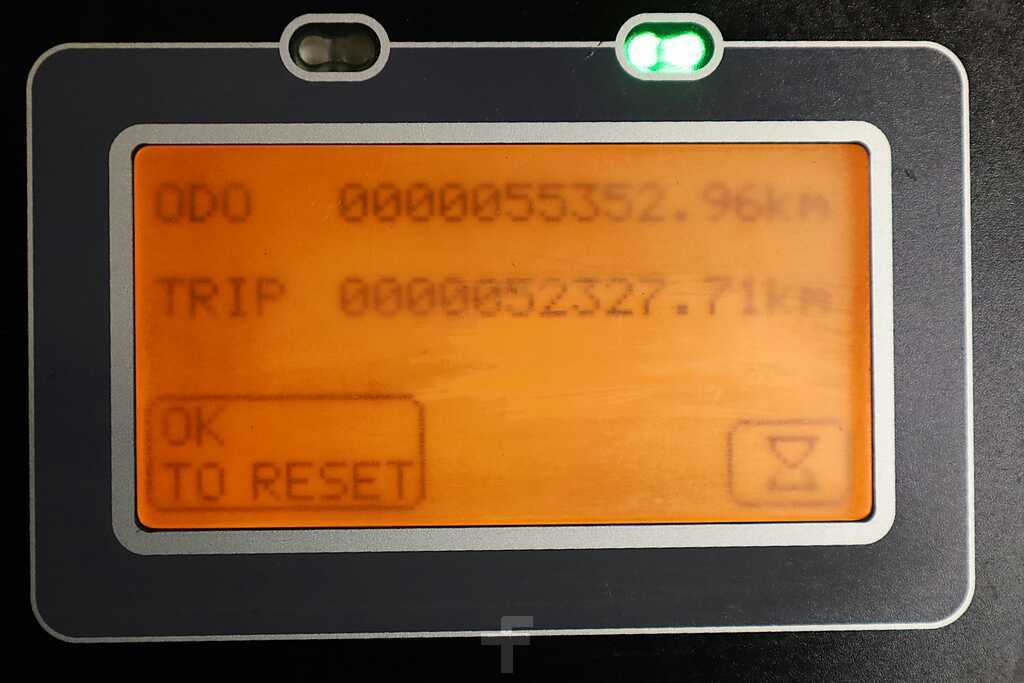 ODO 0000055352.96km
TRIP 0000052327.71km
OK
TO RESET